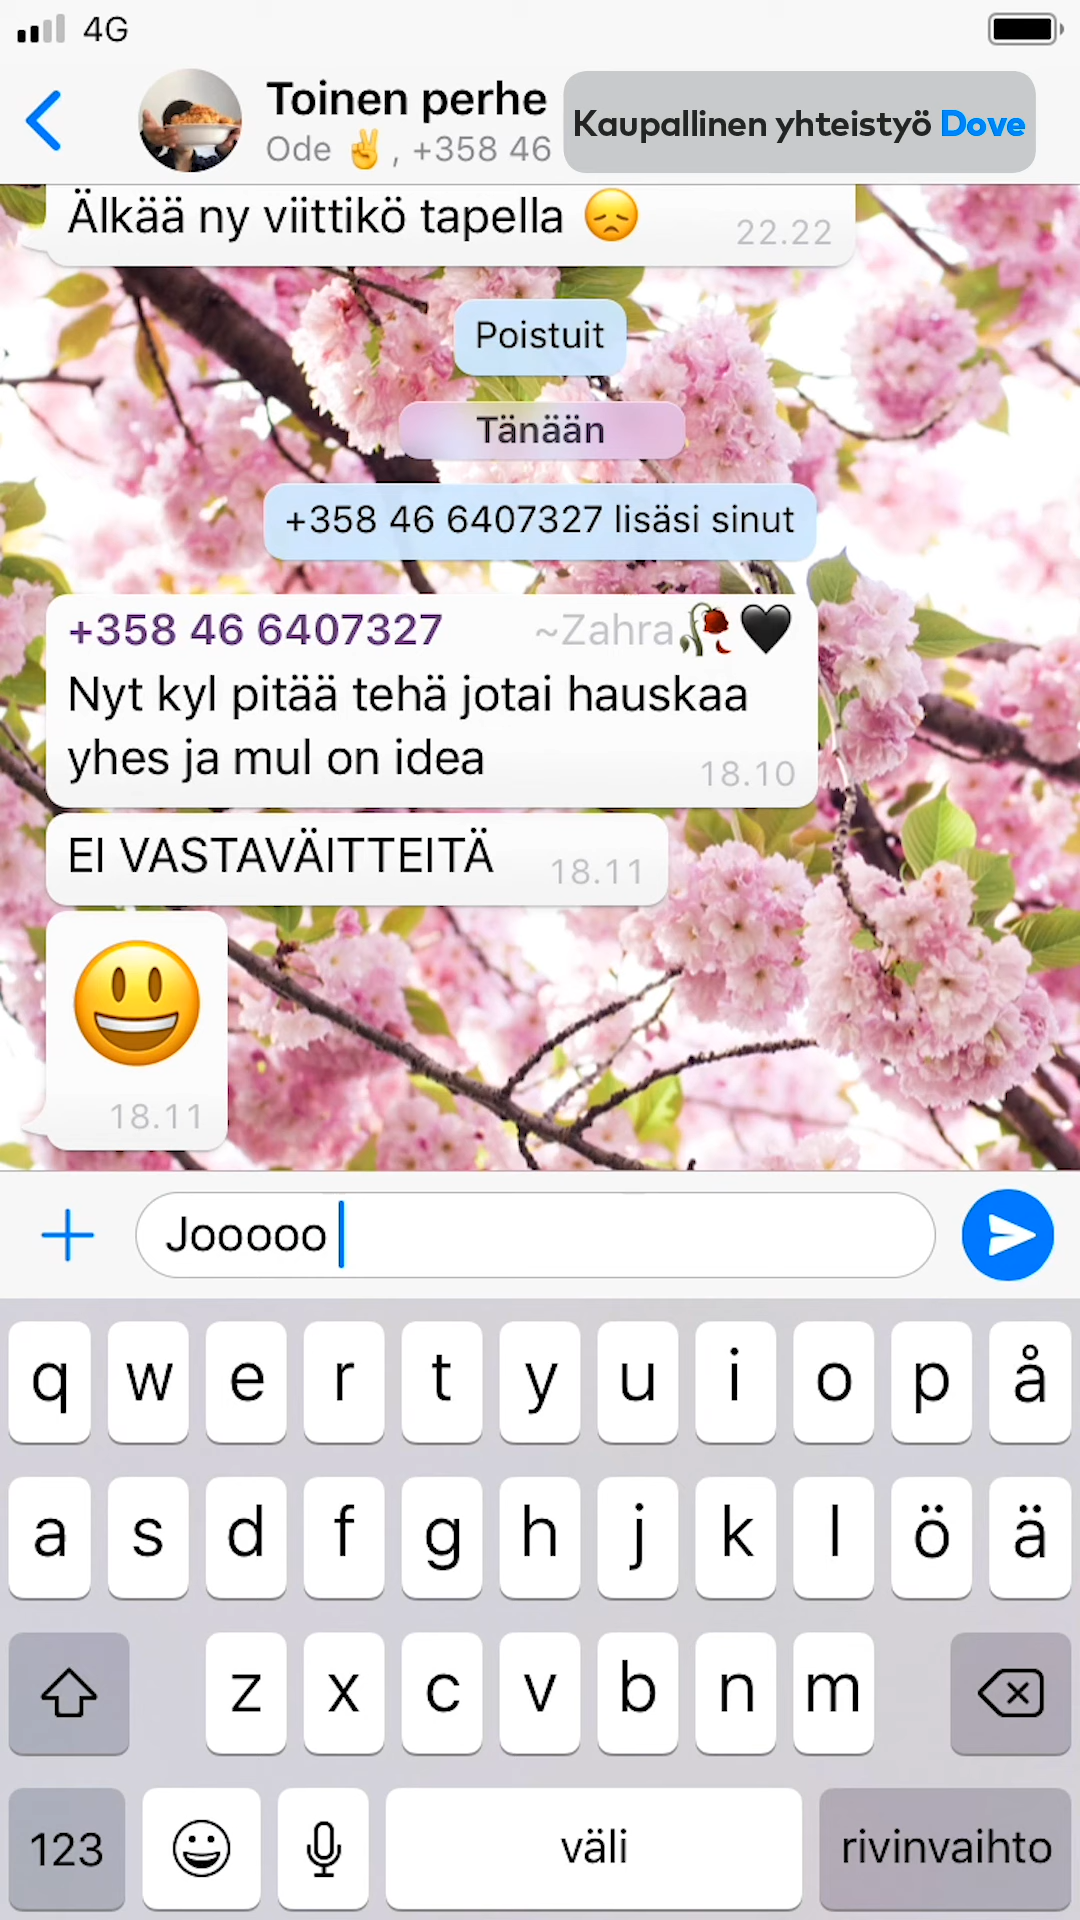 4G
Toinen perhe
Ode ✌️, +358 46
Kaupallinen yhteistyö Dove
Älkää ny viittikö tapella 😞 22.22
Poistuit
Tänään
+358 46 6407327 lisäsi sinut
+358 46 6407327 ~Zahra🥀🖤
Nyt kyl pitää tehä jotai hauskaa
yhes ja mul on idea 18.10
EI VASTAVÄITTEITÄ 18.11
😃
18.11
Jooooo
q w e r t y u i o p å
a s d f g h j k l ö ä
z x c v b n m
123 väli rivinvaihto